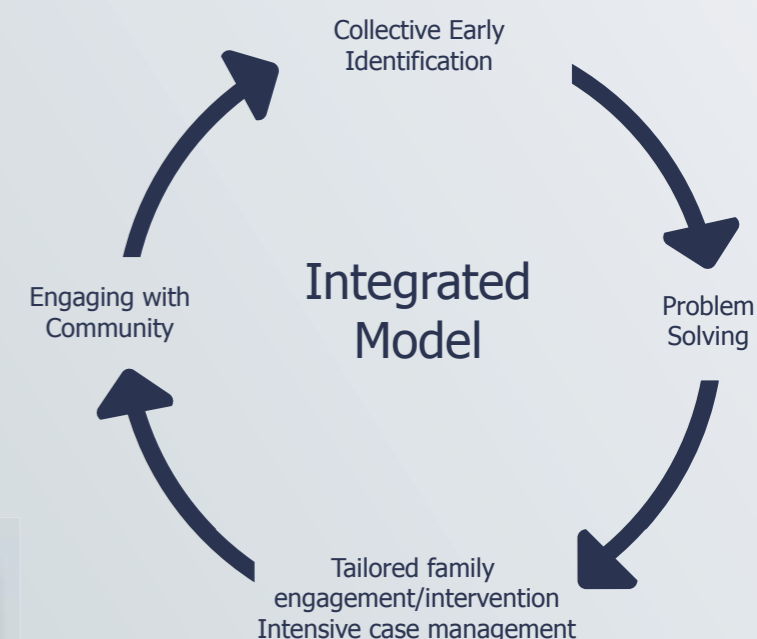 Collective Early
Identification
Integrated
Model
Engaging with
Community
Problem
Solving
Tailored family
engagement/intervention
Intensive case management